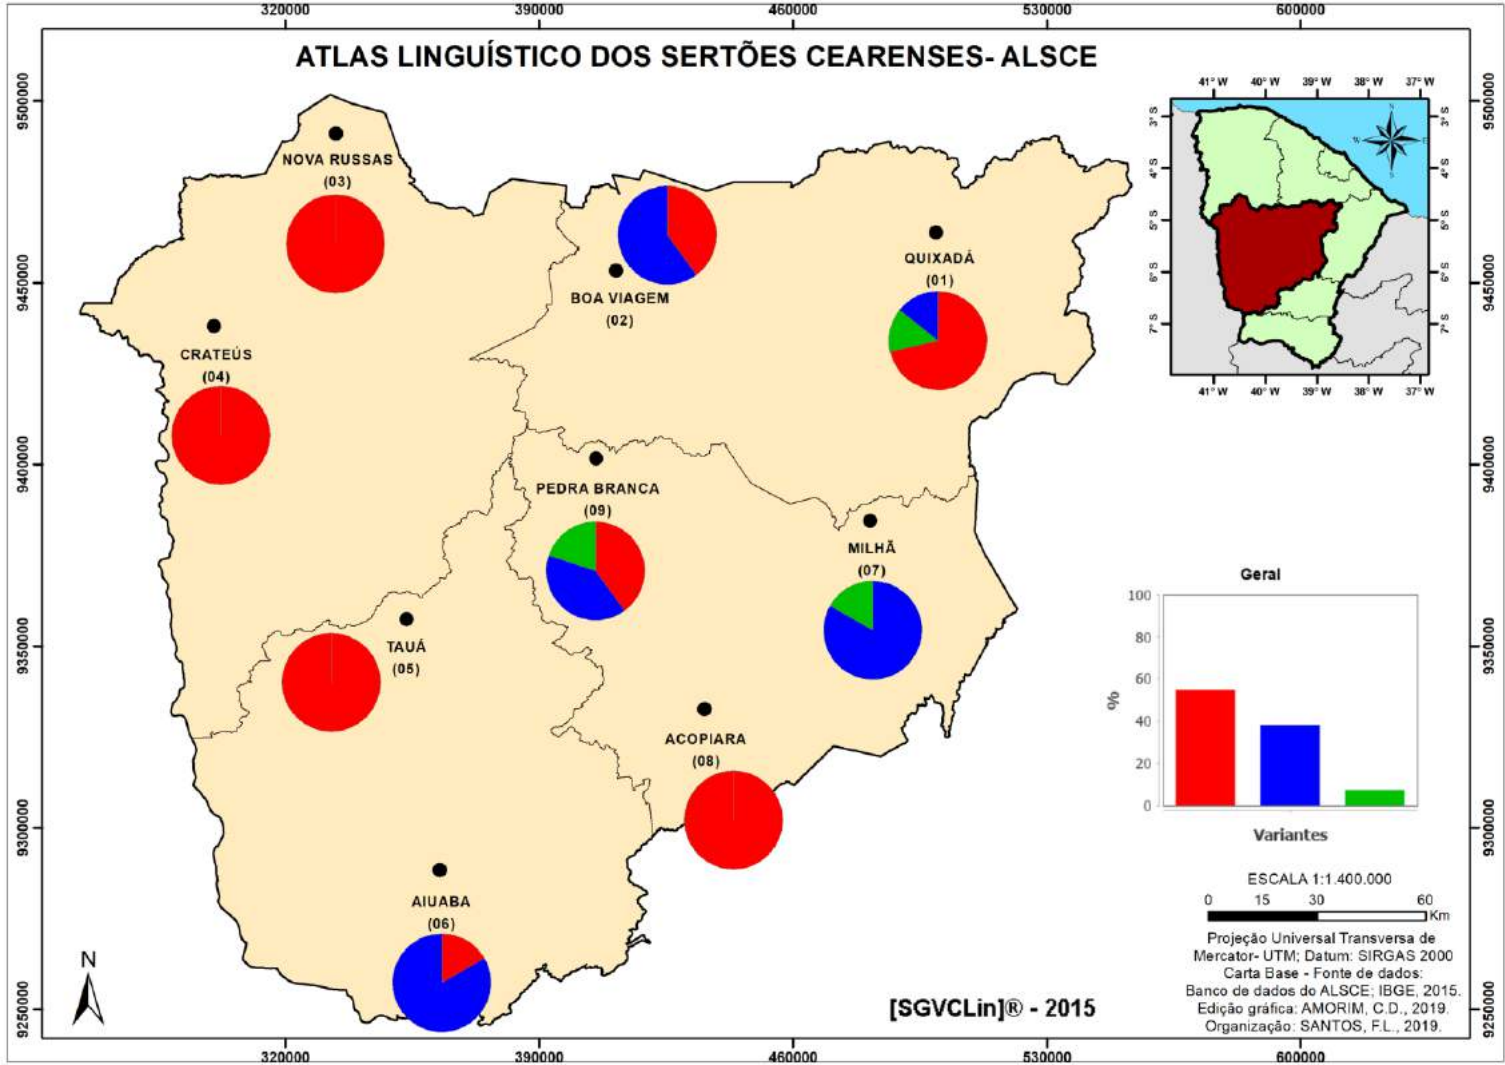 320000 390000 460000 530000 600000
ATLAS LINGUÍSTICO DOS SERTÕES CEARENSES- ALSCE
9500000
9450000
9400000
9350000
9300000
9250000
NOVA RUSSAS
(03)
BOA VIAGEM
(02)
QUIXADÁ
(01)
CRATEÚS
(04)
PEDRA BRANCA
(09)
MILHÃ
(07)
TAUÁ
(05)
ACOPIARA
(08)
AIUABA
(06)
N
[SGVCLin]® - 2015
41° W 40° W 39° W 38° W 37° W
3° S
4° S
5° S
6° S
7° S
N
W E
S
3° S
4° S
5° S
6° S
7° S
41° W 40° W 39° W 38° W 37° W
Geral
100
80
60
40
20
0
%
Variantes
ESCALA 1:1.400.000
0 15 30 60
Km
Projeção Universal Transversa de
Mercator- UTM; Datum: SIRGAS 2000
Carta Base - Fonte de dados:
Banco de dados do ALSCE; IBGE, 2015.
Edição gráfica: AMORIM, C.D., 2019.
Organização: SANTOS, F.L., 2019.
9500000
9450000
9400000
9350000
9300000
9250000
320000 390000 460000 530000 600000